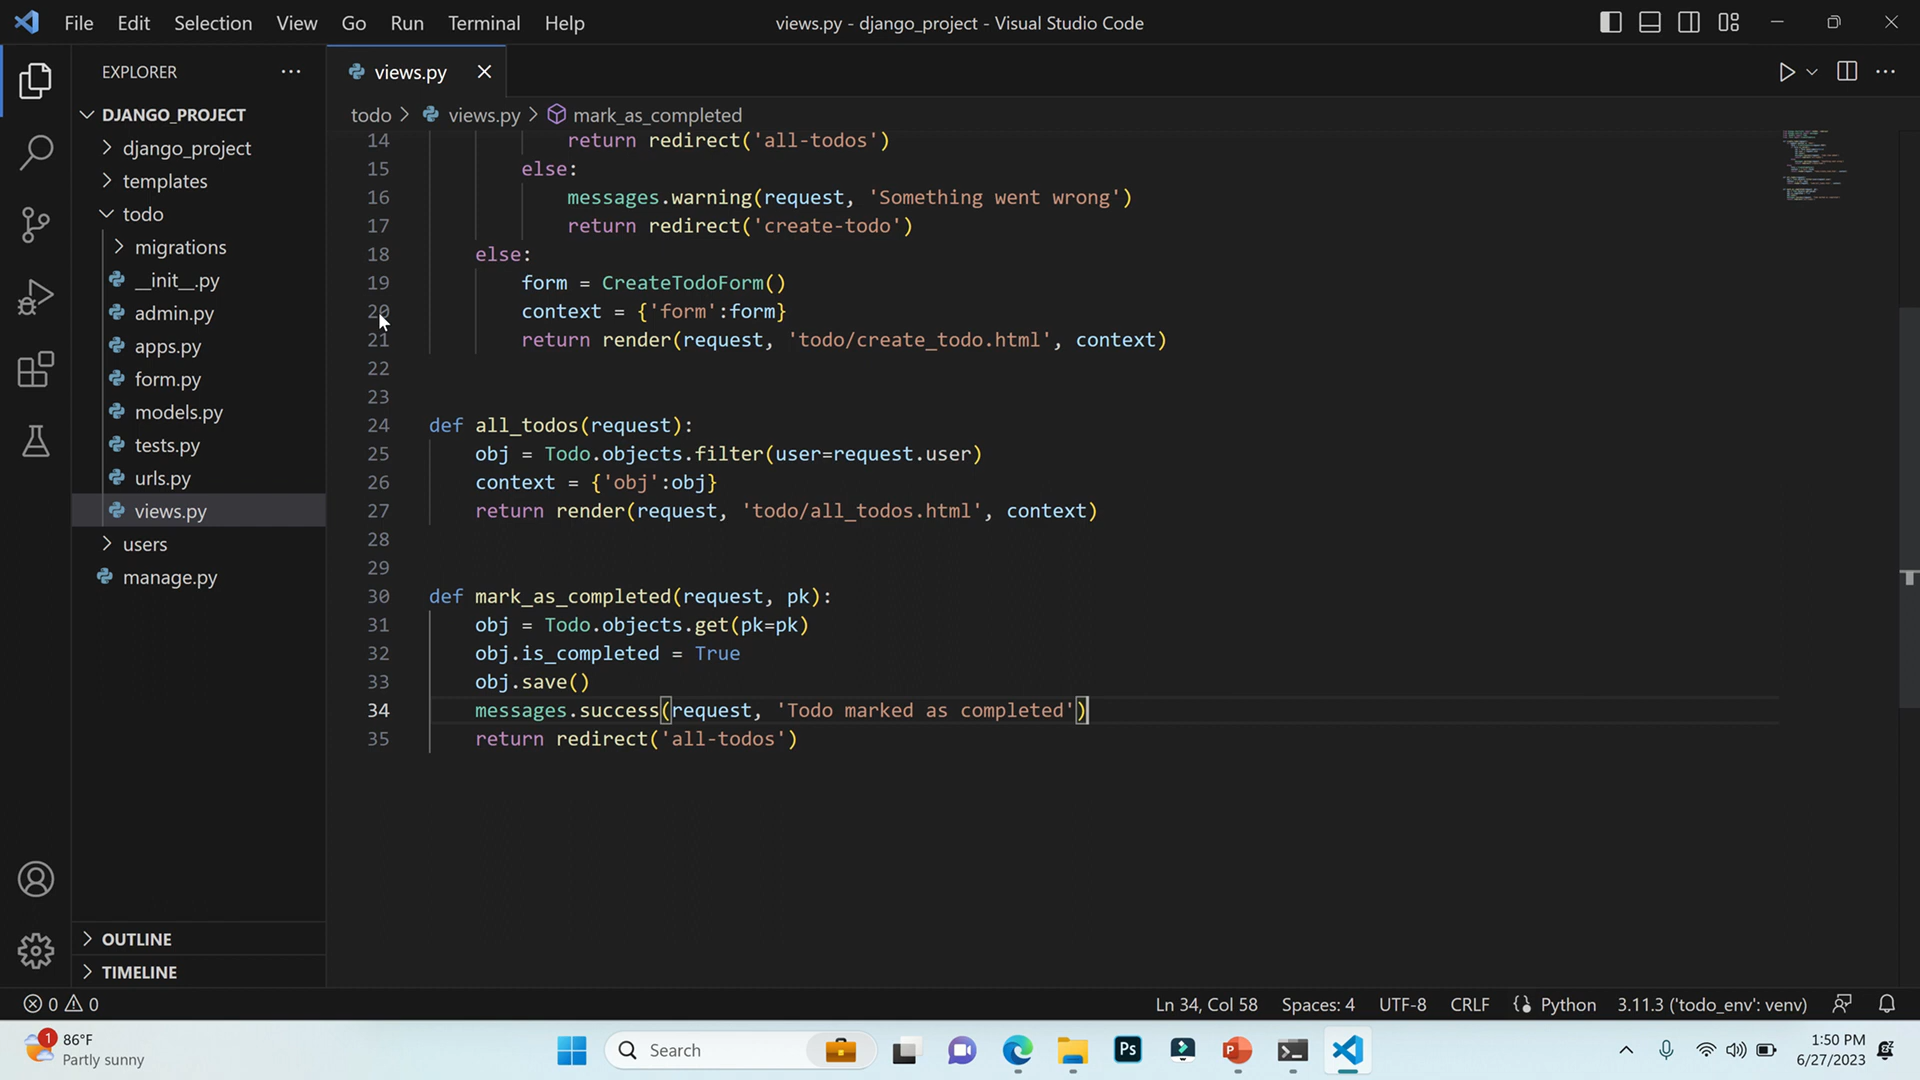 File Edit Selection View Go Run Terminal Help
views.py - django_project - Visual Studio Code
EXPLORER
DJANGO_PROJECT
django_project
templates
todo
migrations
__init__.py
admin.py
apps.py
form.py
models.py
tests.py
urls.py
views.py
users
manage.py
OUTLINE
TIMELINE
views.py
todo > views.py > mark_as_completed
14 return redirect('all-todos')
15 else:
16 messages.warning(request, 'Something went wrong')
17 return redirect('create-todo')
18 else:
19 form = CreateTodoForm()
20 context = {'form':form}
21 return render(request, 'todo/create_todo.html', context)
22
23
24 def all_todos(request):
25 obj = Todo.objects.filter(user=request.user)
26 context = {'obj':obj}
27 return render(request, 'todo/all_todos.html', context)
28
29
30 def mark_as_completed(request, pk):
31 obj = Todo.objects.get(pk=pk)
32 obj.is_completed = True
33 obj.save()
34 messages.success(request, 'Todo marked as completed')
35 return redirect('all-todos')
0 0
Ln 34, Col 58 Spaces: 4 UTF-8 CRLF Python 3.11.3 ('todo_env': venv)
1
86°F
Partly sunny
Search
Ps
P
1:50 PM
6/27/2023